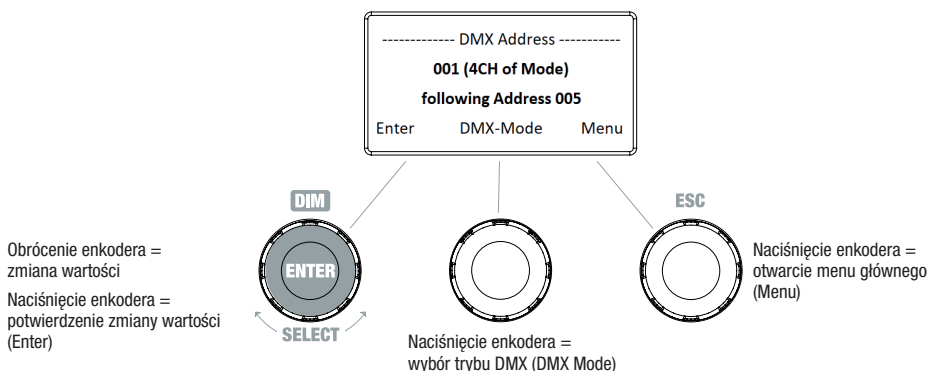 ------------- DMX Address -----------
001 (4CH of Mode)
following Address 005
Enter DMX-Mode Menu
DIM
ESC
ENTER
SELECT
Obrócenie enkodera =
zmiana wartości
Naciśnięcie enkodera =
potwierdzenie zmiany wartości
(Enter)
Naciśnięcie enkodera =
wybór trybu DMX (DMX Mode)
Naciśnięcie enkodera =
otwarcie menu głównego
(Menu)